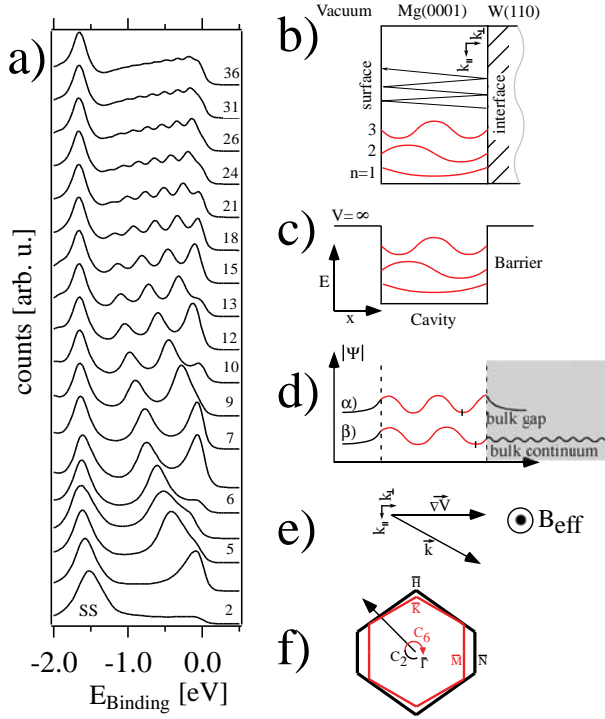 a)
36
31
26
24
21
18
15
13
12
10
9
7
6
5
2
SS
counts [arb. u.]
-2.0 -1.0 0.0
E_Binding [eV]
b)
Vacuum Mg(0001) W(110)
surface
interface
k⊥
k∥
3
2
n=1
c)
V=∞
E
x
Barrier
Cavity
d)
|Ψ|
α)
β)
bulk gap
bulk continuum
e)
k⊥
k∥
∇V
k
B_eff
f)
H̅
K̅
C_6
C_2
Γ̅
M̅
N̅